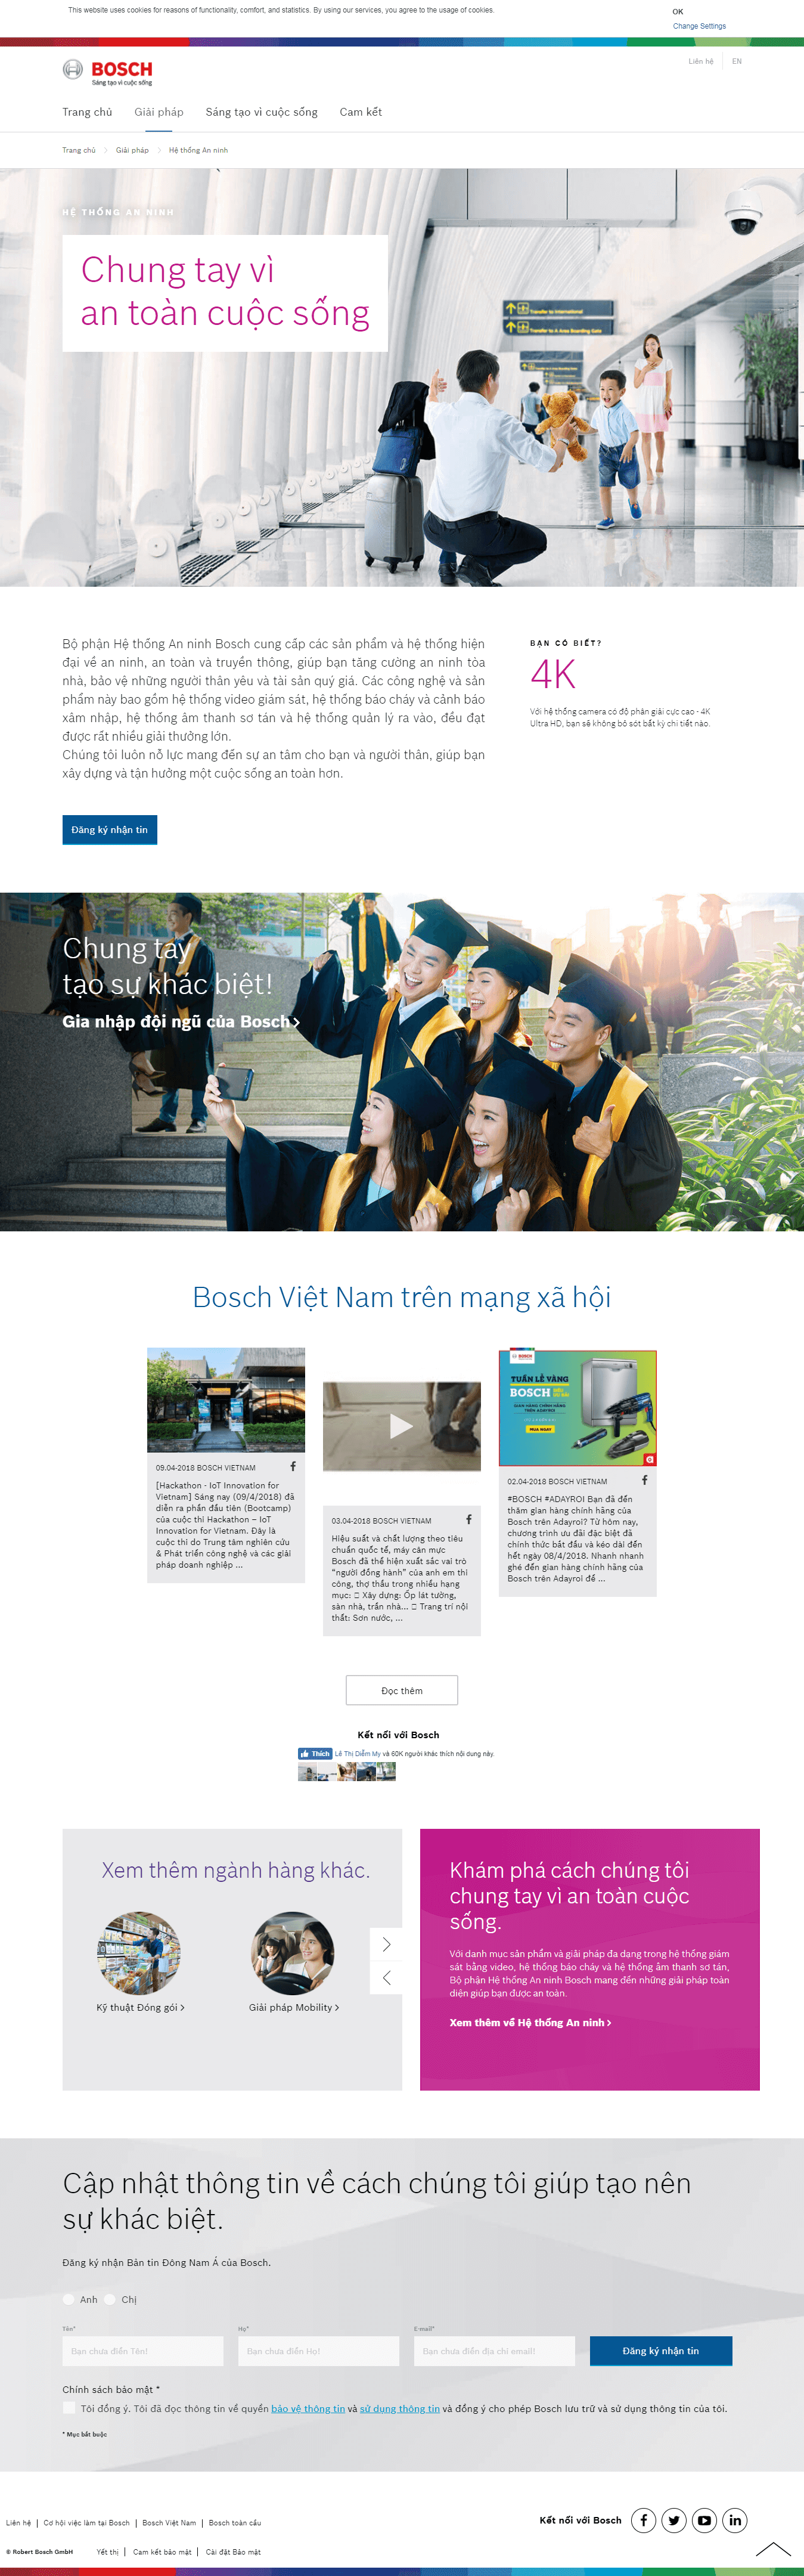 This website uses cookies for reasons of functionality, comfort, and statistics. By using our services, you agree to the usage of cookies.
OK
Change Settings
BOSCH
Sáng tạo vì cuộc sống
Liên hệ
EN
Trang chủ
Giải pháp
Sáng tạo vì cuộc sống
Cam kết
Trang chủ
Giải pháp
Hệ thống An ninh
HỆ THỐNG AN NINH
Chung tay vì
an toàn cuộc sống
Transfer to International
Transfer to A Area Boarding Gate
Bộ phận Hệ thống An ninh Bosch cung cấp các sản phẩm và hệ thống hiện
đại về an ninh, an toàn và truyền thông, giúp bạn tăng cường an ninh tòa
nhà, bảo vệ những người thân yêu và tài sản quý giá. Các công nghệ và sản
phẩm này bao gồm hệ thống video giám sát, hệ thống báo cháy và cảnh báo
xâm nhập, hệ thống âm thanh sơ tán và hệ thống quản lý ra vào, đều đạt
được rất nhiều giải thưởng lớn.
Chúng tôi luôn nỗ lực mang đến sự an tâm cho bạn và người thân, giúp bạn
xây dựng và tận hưởng một cuộc sống an toàn hơn.
BẠN CÓ BIẾT?
4K
Với hệ thống camera có độ phân giải cực cao - 4K
Ultra HD, bạn sẽ không bỏ sót bất kỳ chi tiết nào.
Đăng ký nhận tin
Chung tay
tạo sự khác biệt!
Gia nhập đội ngũ của Bosch
Bosch Việt Nam trên mạng xã hội
09.04-2018 BOSCH VIETNAM
[Hackathon - IoT Innovation for
Vietnam] Sáng nay (09/4/2018) đã
diễn ra phần đầu tiên (Bootcamp)
của cuộc thi Hackathon – IoT
Innovation for Vietnam. Đây là
cuộc thi do Trung tâm nghiên cứu
& Phát triển công nghệ và các giải
pháp doanh nghiệp ...
03.04-2018 BOSCH VIETNAM
Hiệu suất và chất lượng theo tiêu
chuẩn quốc tế, máy cân mực
Bosch đã thể hiện xuất sắc vai trò
“người đồng hành” của anh em thi
công, thợ thầu trong nhiều hạng
mục: □ Xây dựng: Ốp lát tường,
sàn nhà, trần nhà... □ Trang trí nội
thất: Sơn nước, ...
BOSCH
TUẦN LỄ VÀNG
BOSCH
GIAN HÀNG CHÍNH HÃNG
TRÊN ADAYROI
MUA NGAY
02.04-2018 BOSCH VIETNAM
#BOSCH #ADAYROI Bạn đã đến
thăm gian hàng chính hãng của
Bosch trên Adayroi? Từ hôm nay,
chương trình ưu đãi đặc biệt đã
chính thức bắt đầu và kéo dài đến
hết ngày 08/4/2018. Nhanh nhanh
ghé đến gian hàng chính hãng của
Bosch trên Adayroi để ...
Đọc thêm
Kết nối với Bosch
Thích
Lê Thị Diễm My và 60K người khác thích nội dung này.
Xem thêm ngành hàng khác.
Kỹ thuật Đóng gói
Giải pháp Mobility
Khám phá cách chúng tôi
chung tay vì an toàn cuộc
sống.
Với danh mục sản phẩm và giải pháp đa dạng trong hệ thống giám
sát bằng video, hệ thống báo cháy và hệ thống âm thanh sơ tán,
Bộ phận Hệ thống An ninh Bosch mang đến những giải pháp toàn
diện giúp bạn được an toàn.
Xem thêm về Hệ thống An ninh
Cập nhật thông tin về cách chúng tôi giúp tạo nên
sự khác biệt.
Đăng ký nhận Bản tin Đông Nam Á của Bosch.
Anh
Chị
Tên*
Họ*
E-mail*
Bạn chưa điền Tên!
Bạn chưa điền Họ!
Bạn chưa điền địa chỉ email!
Đăng ký nhận tin
Chính sách bảo mật *
Tôi đồng ý. Tôi đã đọc thông tin về quyền bảo vệ thông tin và sử dụng thông tin và đồng ý cho phép Bosch lưu trữ và sử dụng thông tin của tôi.
* Mục bắt buộc
Liên hệ
Cơ hội việc làm tại Bosch
Bosch Việt Nam
Bosch toàn cầu
Kết nối với Bosch
© Robert Bosch GmbH
Yết thị
Cam kết bảo mật
Cài đặt Bảo mật